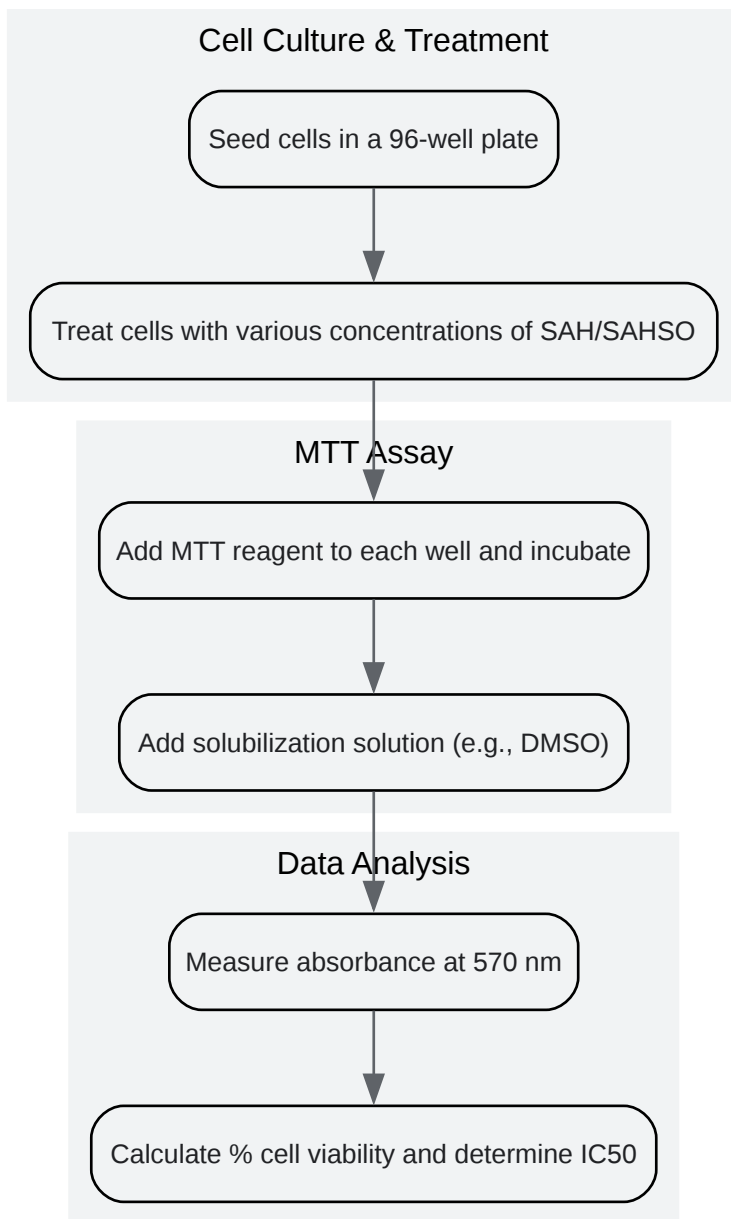 Cell Culture & Treatment
Seed cells in a 96-well plate
Treat cells with various concentrations of SAH/SAHSO
MTT Assay
Add MTT reagent to each well and incubate
Add solubilization solution (e.g., DMSO)
Data Analysis
Measure absorbance at 570 nm
Calculate % cell viability and determine IC50